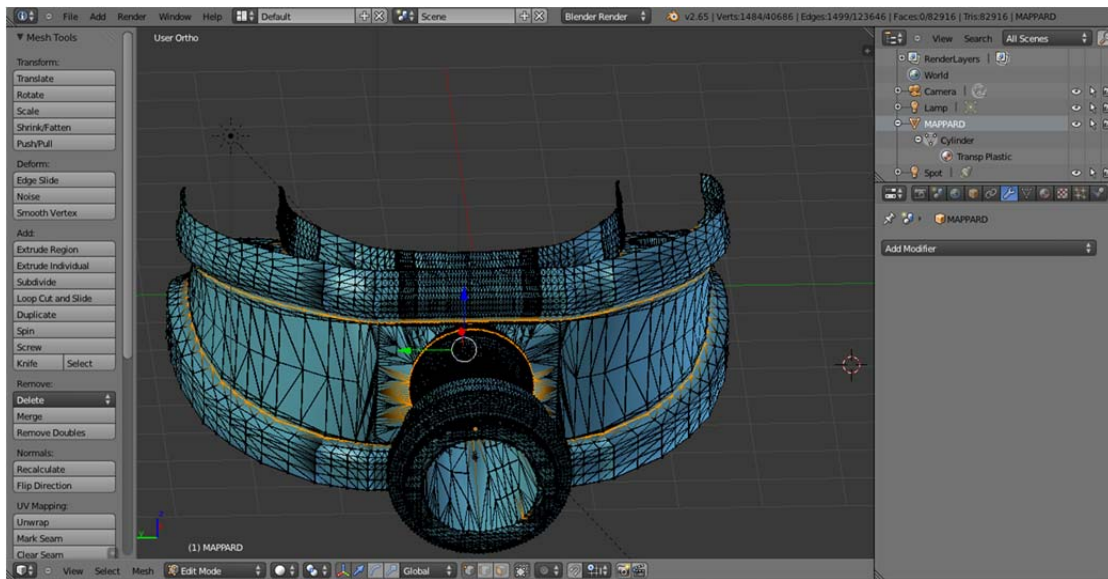 File Add Render Window Help Default Scene Blender Render v2.65 | Verts:1484/40686 | Edges:1499/123646 | Faces:0/82916 | Tris:82916 | MAPPARD
Mesh Tools
Transform:
Translate
Rotate
Scale
Shrink/Fatten
Push/Pull
Deform:
Edge Slide
Noise
Smooth Vertex
Add:
Extrude Region
Extrude Individual
Subdivide
Loop Cut and Slide
Duplicate
Spin
Screw
Knife Select
Remove:
Delete
Merge
Remove Doubles
Normals:
Recalculate
Flip Direction
UV Mapping:
Unwrap
Mark Seam
Clear Seam
User Ortho
z
y
(1) MAPPARD
View Select Mesh Edit Mode Global
View Search All Scenes
RenderLayers |
World
Camera |
Lamp |
MAPPARD
Cylinder
Transp Plastic
Spot |
MAPPARD
Add Modifier